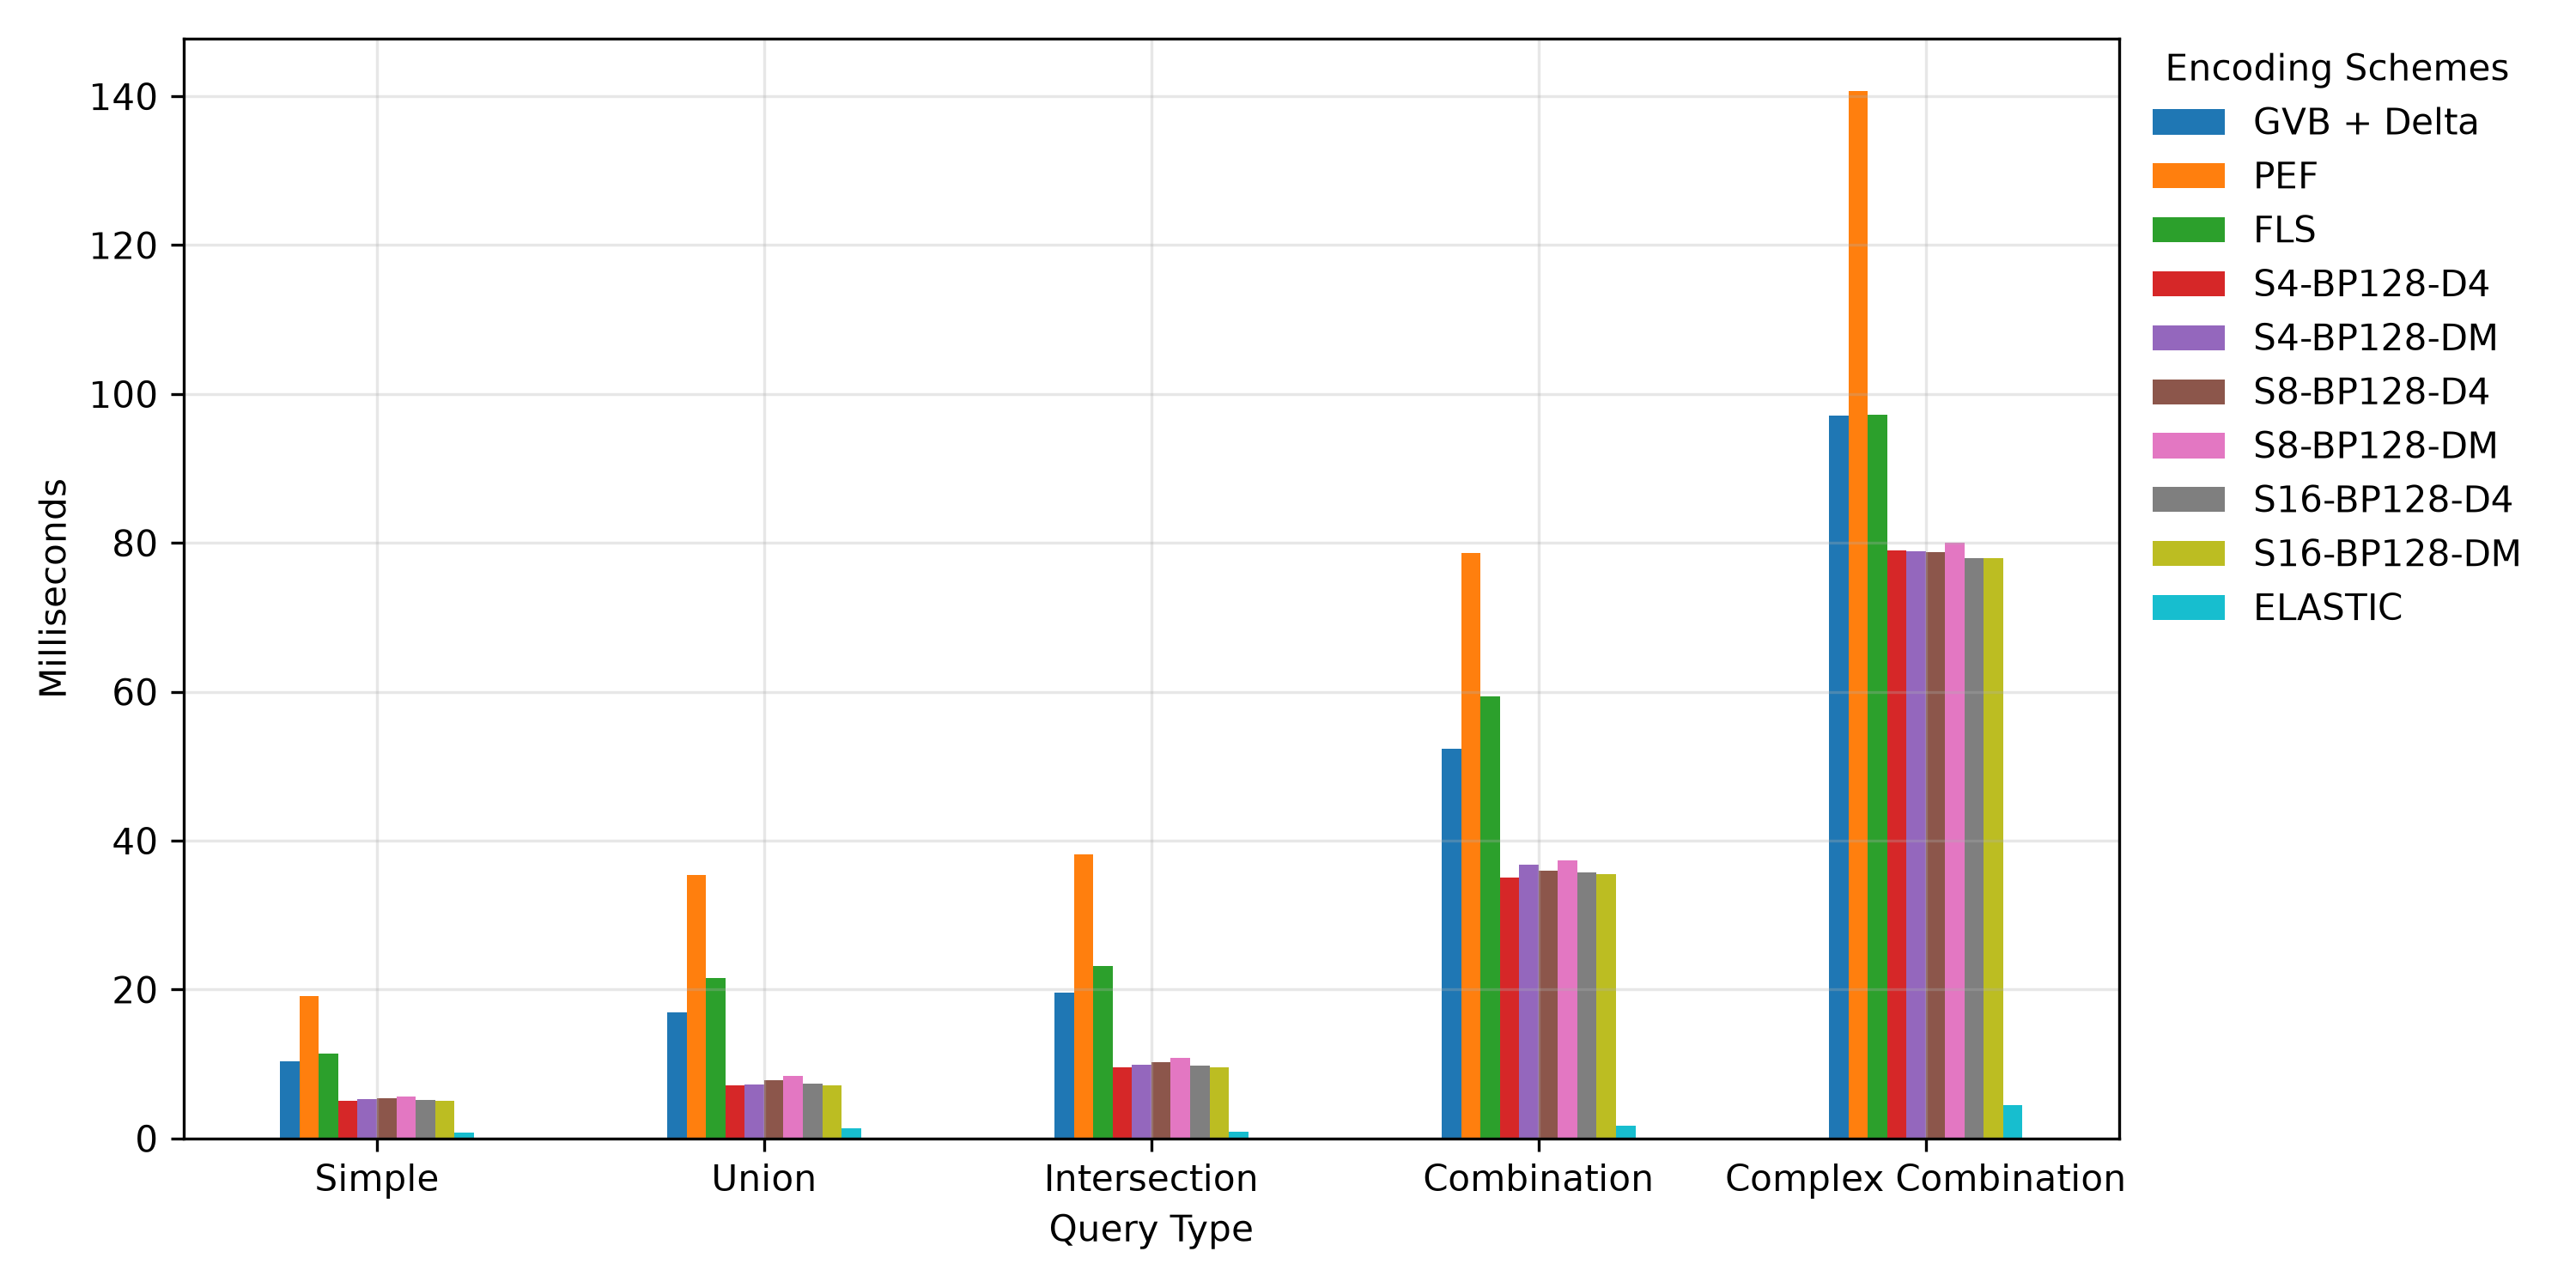 140
120
100
80
60
40
20
0
Milliseconds
Simple
Union
Intersection
Combination
Complex Combination
Query Type
Encoding Schemes
GVB + Delta
PEF
FLS
S4-BP128-D4
S4-BP128-DM
S8-BP128-D4
S8-BP128-DM
S16-BP128-D4
S16-BP128-DM
ELASTIC